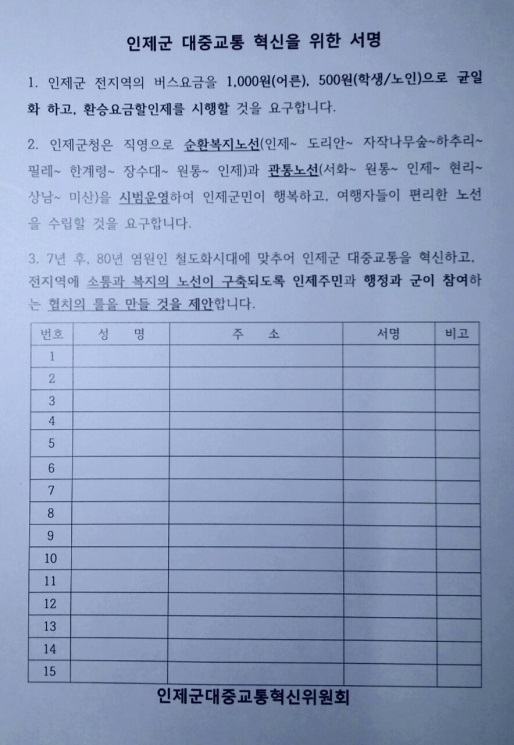 인제군 대중교통 혁신을 위한 서명
1. 인제군 전지역의 버스요금을 1,000원(어른), 500원(학생/노인)으로 균일
화 하고, 환승요금할인제를 시행할 것을 요구합니다.
2. 인제군청은 직영으로 순환복지노선(인제~ 도리안~ 자작나무숲~하추리~
필레~ 한계령~ 장수대~ 원통~ 인제)과 관통노선(서화~ 원통~ 인제~ 현리~
상남~ 미산)을 시범운영하여 인제군민이 행복하고, 여행자들이 편리한 노선
을 수립할 것을 요구합니다.
3. 7년 후, 80년 염원인 철도화시대에 맞추어 인제군 대중교통을 혁신하고,
전지역에 소통과 복지의 노선이 구축되도록 인제주민과 행정과 군이 참여하
는 협치의 틀을 만들 것을 제안합니다.
번호 성 명 주 소 서명 비고
1
2
3
4
5
6
7
8
9
10
11
12
13
14
15
인제군대중교통혁신위원회